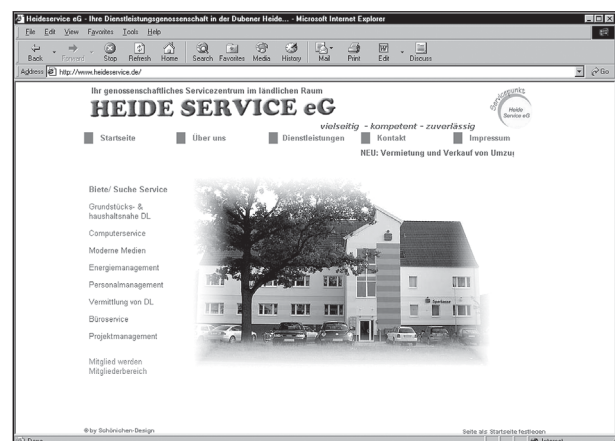 Heideservice eG - Ihre Dienstleistungsgenossenschaft in der Dubener Heide... - Microsoft Internet Explorer
File Edit View Favorites Tools Help
Back Forward Stop Refresh Home Search Favorites Media History Mail Print Edit Discuss
Address http://www.heideservice.de/ Go
Ihr genossenschaftliches Servicezentrum im ländlichen Raum
HEIDE SERVICE eG
Servicepunkt
Heide
Service eG
vielseitig - kompetent - zuverlässig
Startseite Über uns Dienstleistungen Kontakt Impressum
NEU: Vermietung und Verkauf von Umzu
Biete/ Suche Service
Grundstücks- &
haushaltsnahe DL
Computerservice
Moderne Medien
Energiemanagement
Personalmanagement
Vermittlung von DL
Büroservice
Projektmanagement
Mitglied werden
Mitgliederbereich
Sparkasse
© by Schönichen-Design Seite als Startseite festlegen